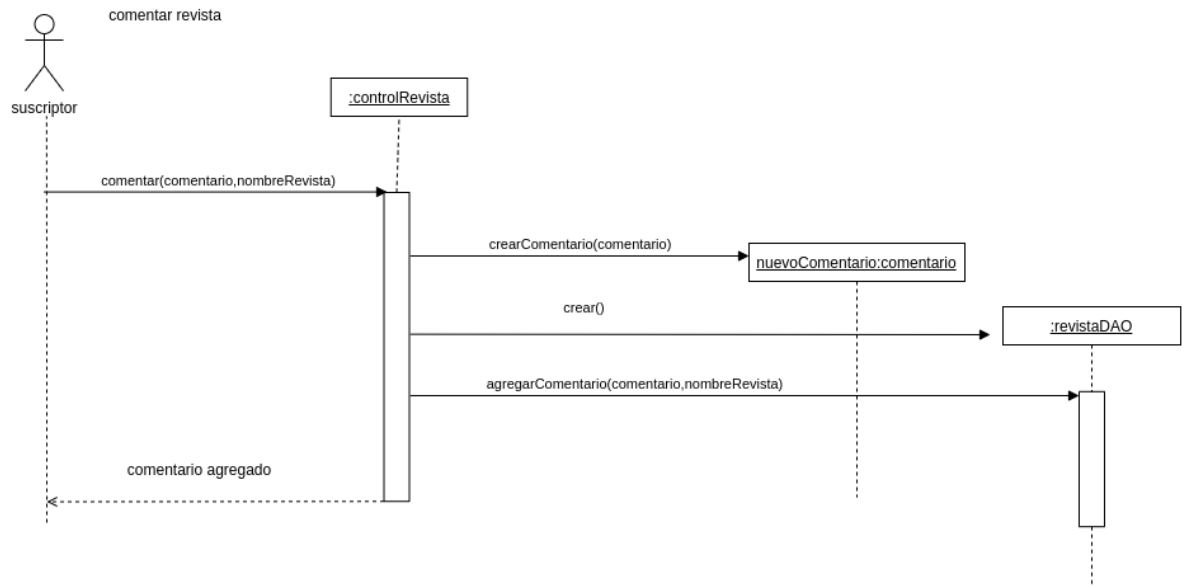 comentar revista
suscriptor
:controlRevista
comentar(comentario,nombreRevista)
crearComentario(comentario)
nuevoComentario:comentario
crear()
:revistaDAO
agregarComentario(comentario,nombreRevista)
comentario agregado